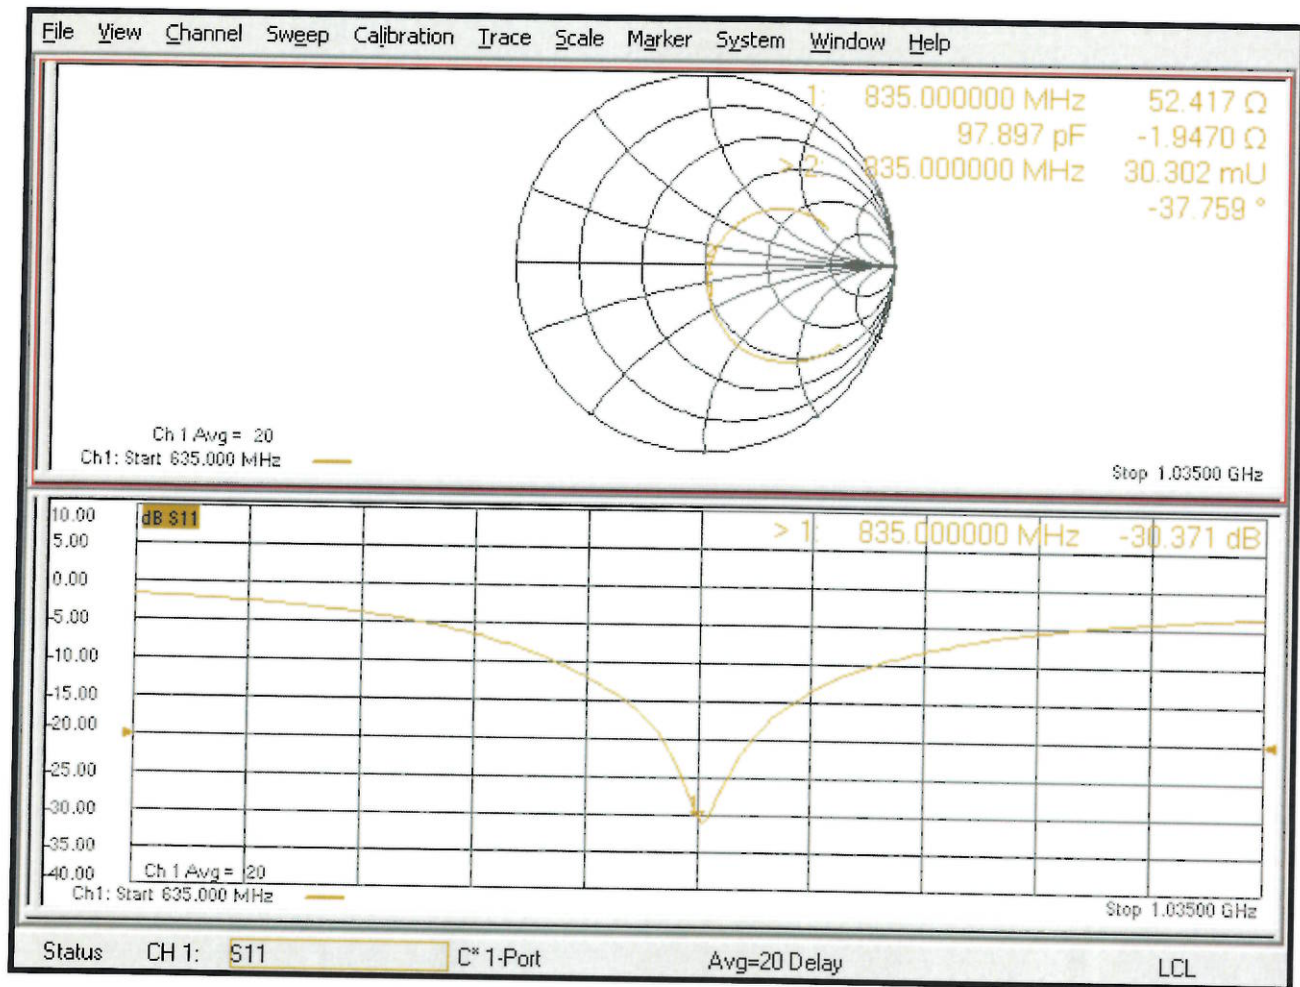 File View Channel Sweep Calibration Trace Scale Marker System Window Help
1: 835.000000 MHz 52.417 Ω
97.897 pF -1.9470 Ω
> 2: 835.000000 MHz 30.302 mU
-37.759 °
Ch 1 Avg = 20
Ch1: Start 635.000 MHz
Stop 1.03500 GHz
10.00
dB S11
> 1: 835.000000 MHz -30.371 dB
5.00
0.00
-5.00
-10.00
-15.00
-20.00
-25.00
-30.00
-35.00
-40.00
1
Ch 1 Avg = 20
Ch1: Start 635.000 MHz
Stop 1.03500 GHz
Status CH 1: S11 C* 1-Port Avg=20 Delay LCL